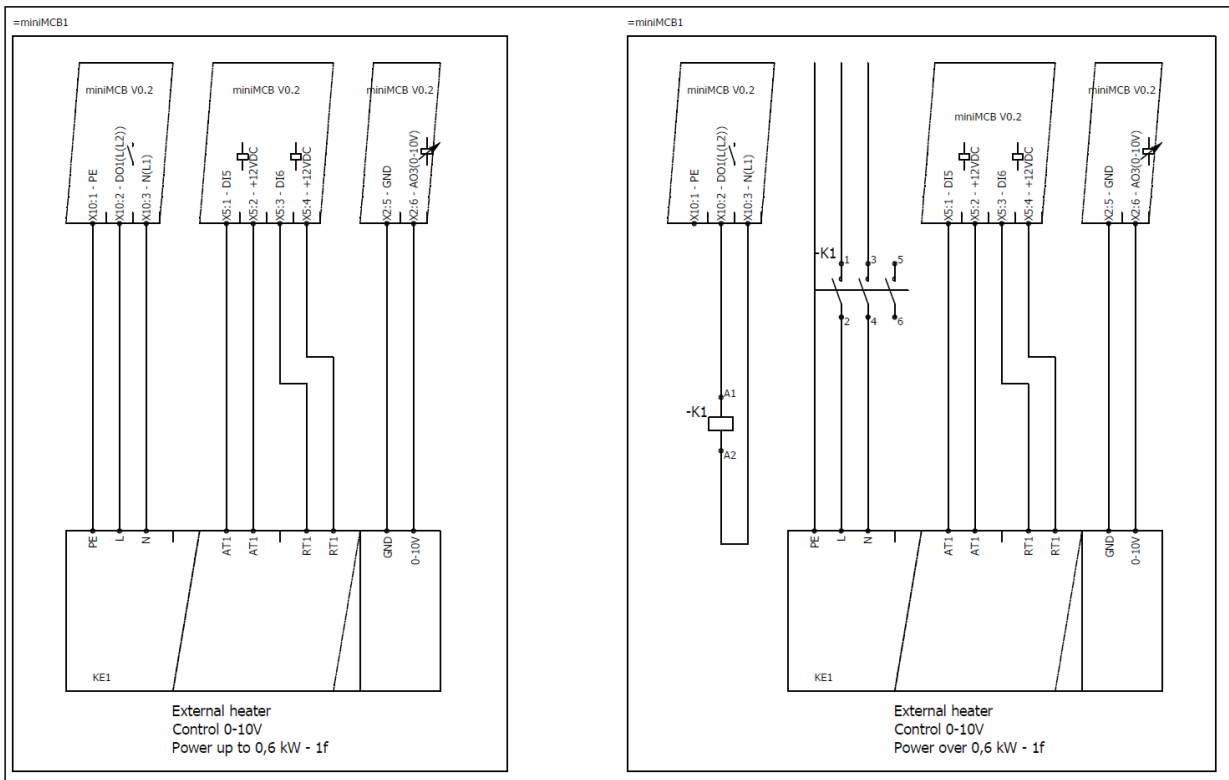 =miniMCB1
miniMCB V0.2
miniMCB V0.2
miniMCB V0.2
X10:1 - PE
X10:2 - DO1(L(L2))
X10:3 - N(L1)
X5:1 - DI5
X5:2 - +12VDC
X5:3 - DI6
X5:4 - +12VDC
X2:5 - GND
X2:6 - AO3(0-10V)
PE
L
N
AT1
AT1
RT1
RT1
GND
0-10V
KE1
External heater
Control 0-10V
Power up to 0,6 kW - 1f
=miniMCB1
miniMCB V0.2
miniMCB V0.2
miniMCB V0.2
X10:1 - PE
X10:2 - DO1(L(L2))
X10:3 - N(L1)
X5:1 - DI5
X5:2 - +12VDC
X5:3 - DI6
X5:4 - +12VDC
X2:5 - GND
X2:6 - AO3(0-10V)
-K1
1
3
5
2
4
6
A1
-K1
A2
PE
L
N
AT1
AT1
RT1
RT1
GND
0-10V
KE1
External heater
Control 0-10V
Power over 0,6 kW - 1f